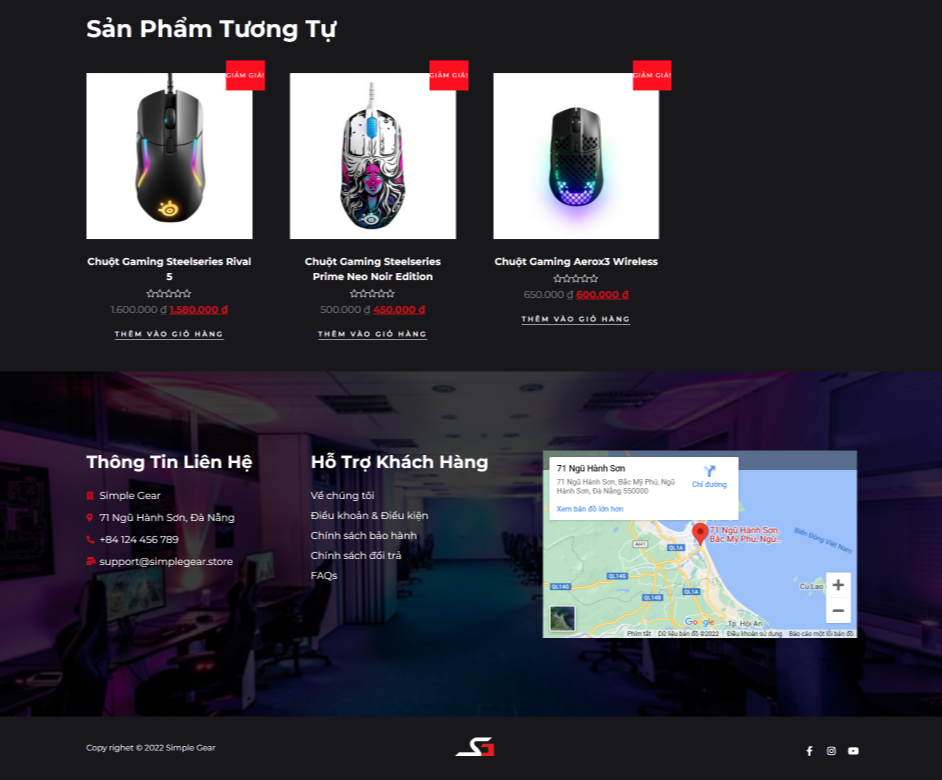 Sản Phẩm Tương Tự
GIẢM GIÁ!
GIẢM GIÁ!
GIẢM GIÁ!
Chuột Gaming Steelseries Rival
5
1.600.000 ₫ 1.580.000 ₫
THÊM VÀO GIỎ HÀNG
Chuột Gaming Steelseries
Prime Neo Noir Edition
500.000 ₫ 450.000 ₫
THÊM VÀO GIỎ HÀNG
Chuột Gaming Aerox3 Wireless
650.000 ₫ 600.000 ₫
THÊM VÀO GIỎ HÀNG
Thông Tin Liên Hệ
Simple Gear
71 Ngũ Hành Sơn, Đà Nẵng
+84 124 456 789
support@simplegear.store
Hỗ Trợ Khách Hàng
Về chúng tôi
Điều khoản & Điều kiện
Chính sách bảo hành
Chính sách đổi trả
FAQs
71 Ngũ Hành Sơn
71 Ngũ Hành Sơn, Bắc Mỹ Phú, Ngũ
Hành Sơn, Đà Nẵng 550000
Chỉ đường
Xem bản đồ lớn hơn
71 Ngũ Hành Sơn,
Bắc Mỹ Phú, Ngũ...
Biển Đông Việt Nam
AH1
QL1A
QL14G
QL14G
QL1A
QL14B
Cù Lao
Google
Tp. Hội An
Phím tắt Dữ liệu bản đồ ©2022 Điều khoản sử dụng Báo cáo một lỗi bản đồ
Copy righet © 2022 Simple Gear
SG